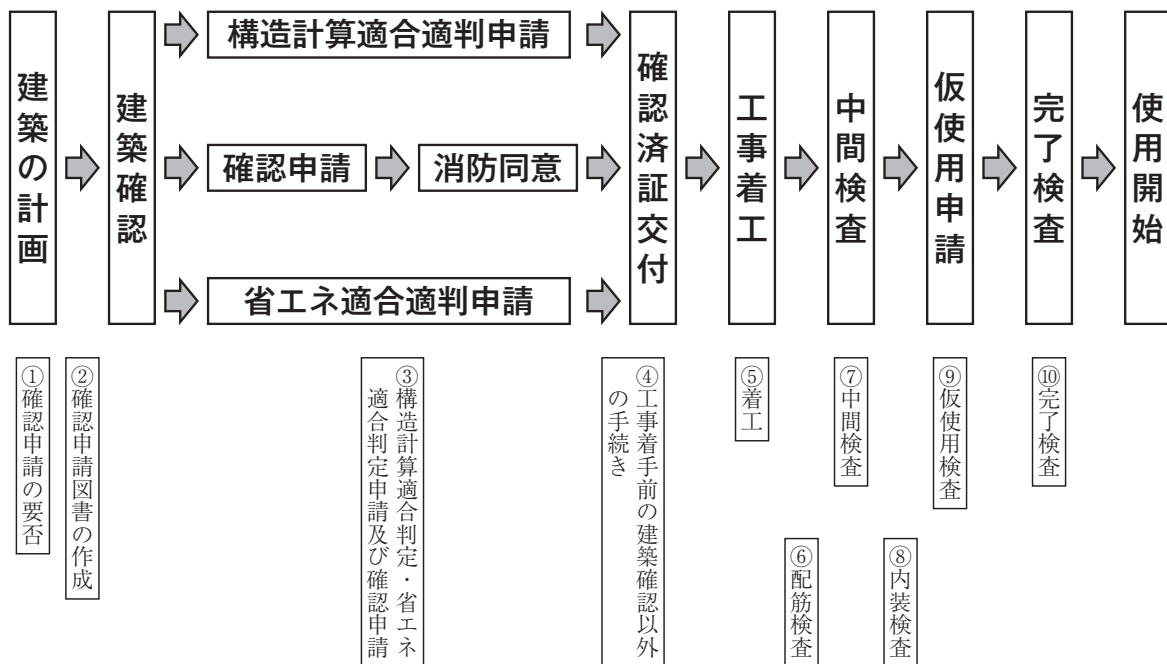 建築の計画
建築確認
構造計算適合適判申請
確認申請
消防同意
省エネ適合適判申請
確認済証交付
工事着工
中間検査
仮使用申請
完了検査
使用開始
①確認申請の要否
②確認申請図書の作成
③構造計算適合判定・省エネ
適合判定申請及び確認申請
④工事着手前の建築確認以外
の手続き
⑤着工
⑥配筋検査
⑦中間検査
⑧内装検査
⑨仮使用検査
⑩完了検査